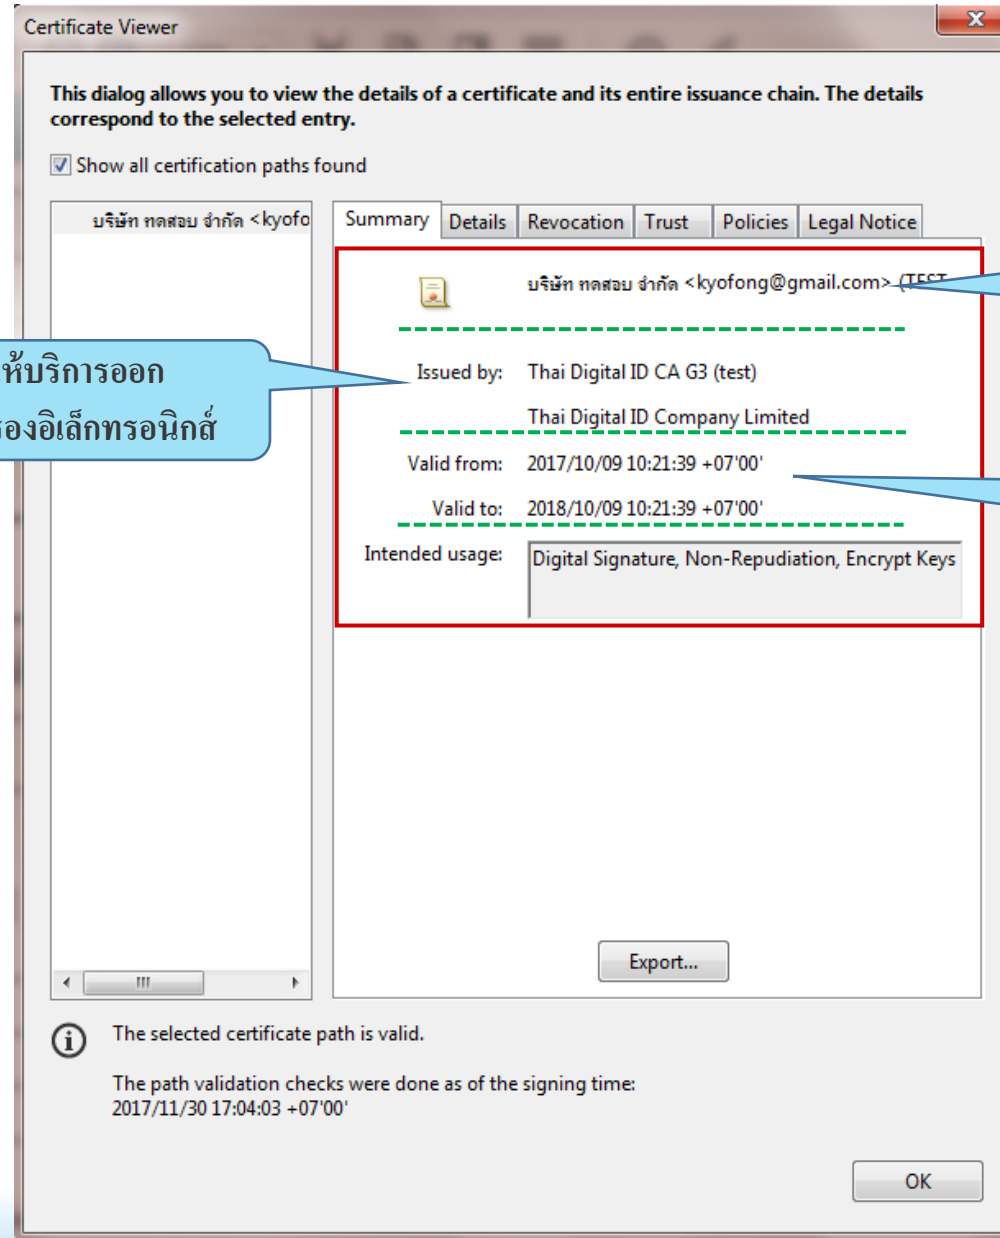 Certificate Viewer
This dialog allows you to view the details of a certificate and its entire issuance chain. The details
correspond to the selected entry.
Show all certification paths found
บริษัท ทดสอบ จำกัด <kyofo
Summary Details Revocation Trust Policies Legal Notice
บริษัท ทดสอบ จำกัด <kyofong@gmail.com> (TEST
ห้บริการออก
องอิเล็กทรอนิกส์
Issued by: Thai Digital ID CA G3 (test)
Thai Digital ID Company Limited
Valid from: 2017/10/09 10:21:39 +07'00'
Valid to: 2018/10/09 10:21:39 +07'00'
Intended usage: Digital Signature, Non-Repudiation, Encrypt Keys
Export...
The selected certificate path is valid.
The path validation checks were done as of the signing time:
2017/11/30 17:04:03 +07'00'
OK